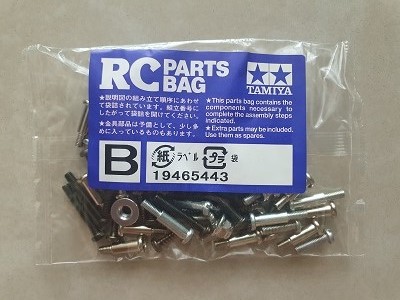 RC PARTS BAG
TAMIYA
★説明図の組み立て順序にあわせ
て袋詰されています。組立番号に
したがって袋詰を開けてください。
★金具部品は予備として、少し多
めに入っているものもあります。
★This parts bag contains the
components necessary to
complete the assembly steps
indicated.
★Extra parts may be included.
Use them as spares.
B
紙 ラベル プラ 袋
19465443